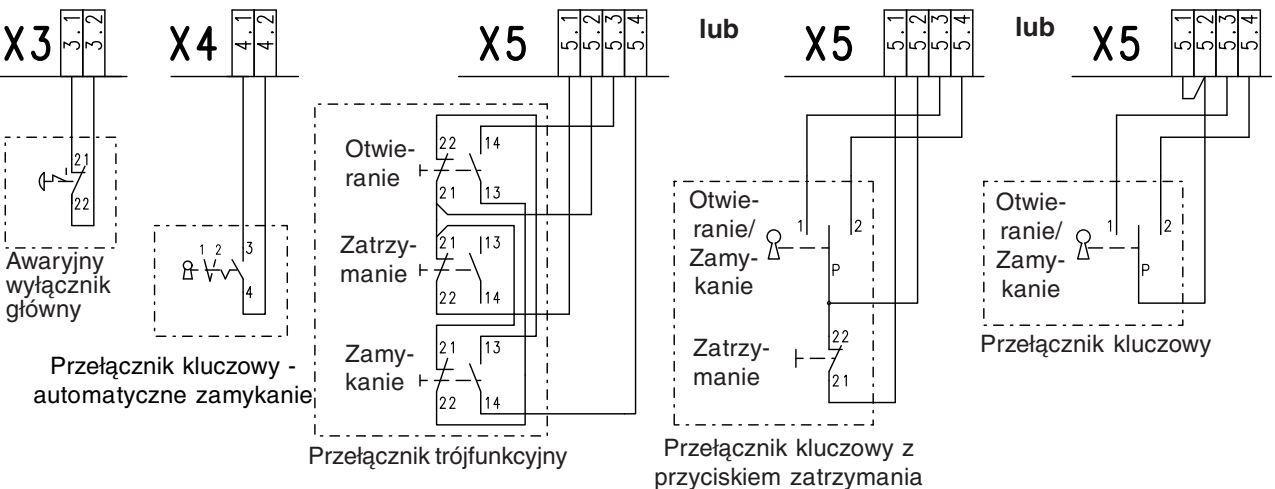 X3
3.1
3.2
21
22
Awaryjny
wyłącznik
główny
X4
4.1
4.2
1 2 3
4
Przełącznik kluczowy -
automatyczne zamykanie
X5
5.1
5.2
5.3
5.4
Otwie-
ranie
22
14
21
13
Zatrzy-
manie
21
13
22
14
Zamy-
kanie
21
13
22
14
Przełącznik trójfunkcyjny
lub
X5
5.1
5.2
5.3
5.4
Otwie-
ranie/
Zamy-
kanie
1
2
P
Zatrzy-
manie
22
21
Przełącznik kluczowy z
przyciskiem zatrzymania
lub
X5
5.1
5.2
5.3
5.4
Otwie-
ranie/
Zamy-
kanie
1
2
P
Przełącznik kluczowy